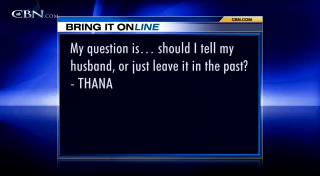 CBN.COM
CBN.COM
BRING IT ONLINE
My question is... should I tell my
husband, or just leave it in the past?
- THANA